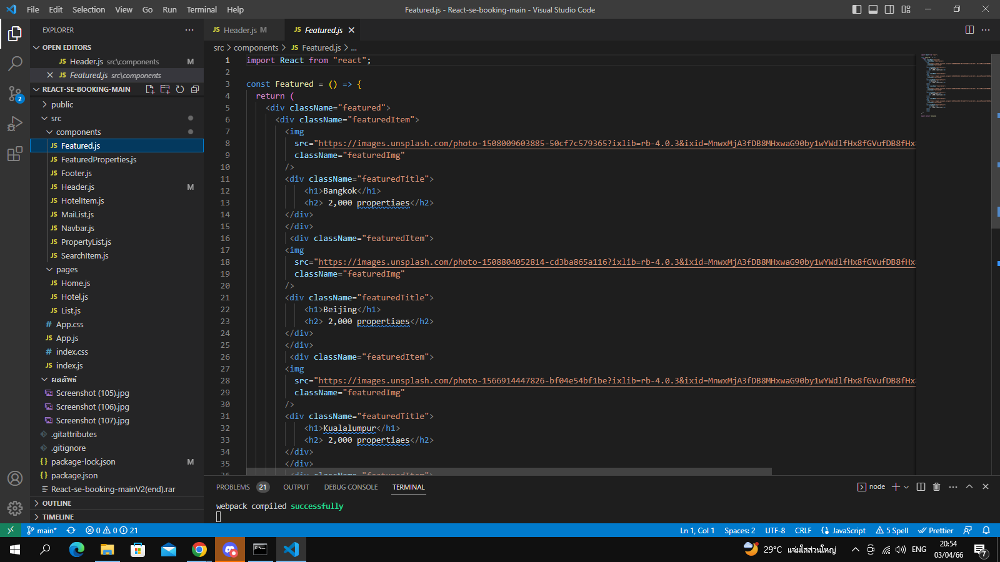 File Edit Selection View Go Run Terminal Help
Featured.js - React-se-booking-main - Visual Studio Code
EXPLORER
OPEN EDITORS
JS Header.js src\components M
JS Featured.js src\components
REACT-SE-BOOKING-MAIN
public
src
components
JS Featured.js
JS FeaturedProperties.js
JS Footer.js
JS Header.js M
JS HotelItem.js
JS MaiList.js
JS Navbar.js
JS PropertyList.js
JS SearchItem.js
pages
JS Home.js
JS Hotel.js
JS List.js
# App.css
JS App.js
# index.css
JS index.js
ผลลัพธ์
Screenshot (105).jpg
Screenshot (106).jpg
Screenshot (107).jpg
.gitattributes
.gitignore
{} package-lock.json M
{} package.json
React-se-booking-mainV2(end).rar
OUTLINE
TIMELINE
2
JS Header.js M
JS Featured.js
src > components > JS Featured.js > ...
1 import React from "react";
2
3 const Featured = () => {
4 return (
5 <div className="featured">
6 <div className="featuredItem">
7 <img
8 src="https://images.unsplash.com/photo-1508009603885-50cf7c579365?ixlib=rb-4.0.3&ixid=MnwxMjA3fDB8MHxwaG90by1wYWdlfHx8fGVufDB8fHx8
9 className="featuredImg"
10 />
11 <div className="featuredTitle">
12 <h1>Bangkok</h1>
13 <h2> 2,000 propertiaes</h2>
14 </div>
15 </div>
16 <div className="featuredItem">
17 <img
18 src="https://images.unsplash.com/photo-1508804052814-cd3ba865a116?ixlib=rb-4.0.3&ixid=MnwxMjA3fDB8MHxwaG90by1wYWdlfHx8fGVufDB8fHx8
19 className="featuredImg"
20 />
21 <div className="featuredTitle">
22 <h1>Beijing</h1>
23 <h2> 2,000 propertiaes</h2>
24 </div>
25 </div>
26 <div className="featuredItem">
27 <img
28 src="https://images.unsplash.com/photo-1566914447826-bf04e54bf1be?ixlib=rb-4.0.3&ixid=MnwxMjA3fDB8MHxwaG90by1wYWdlfHx8fGVufDB8fHx8
29 className="featuredImg"
30 />
31 <div className="featuredTitle">
32 <h1>Kualalumpur</h1>
33 <h2> 2,000 propertiaes</h2>
34 </div>
35 </div>
36 <div className="featuredItem">
PROBLEMS 21 OUTPUT DEBUG CONSOLE TERMINAL
node
webpack compiled successfully
main* 0 0 21
Ln 1, Col 1 Spaces: 2 UTF-8 CRLF {} JavaScript 5 Spell Prettier
29°C แจ่มใสส่วนใหญ่ ENG
20:54
03/04/66
7